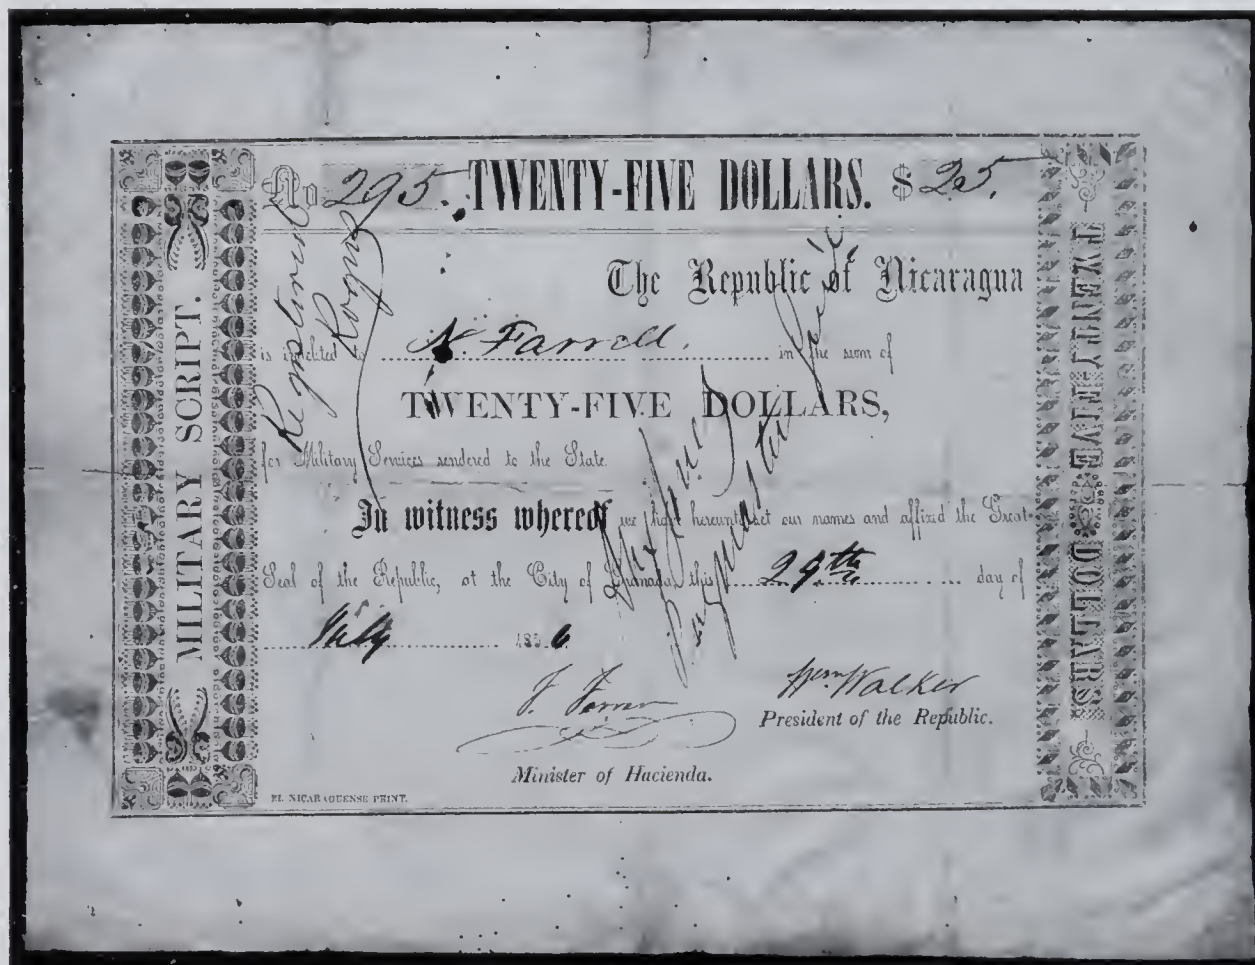 No 295. TWENTY-FIVE DOLLARS. $25.
The Republic of Nicaragua
is indebted to N. Farrell. in the sum of
TWENTY-FIVE DOLLARS,
for Military Services rendered to the State.
In witness whereof we have hereunto set our names and affixed the Great
Seal of the Republic, at the City of Granada, this 29th day of
July 1856
Wm. Walker
President of the Republic.
Minister of Hacienda.
EL NICARAGUENSE PRINT.
MILITARY SCRIPT.
TWENTY FIVE DOLLARS
Registered